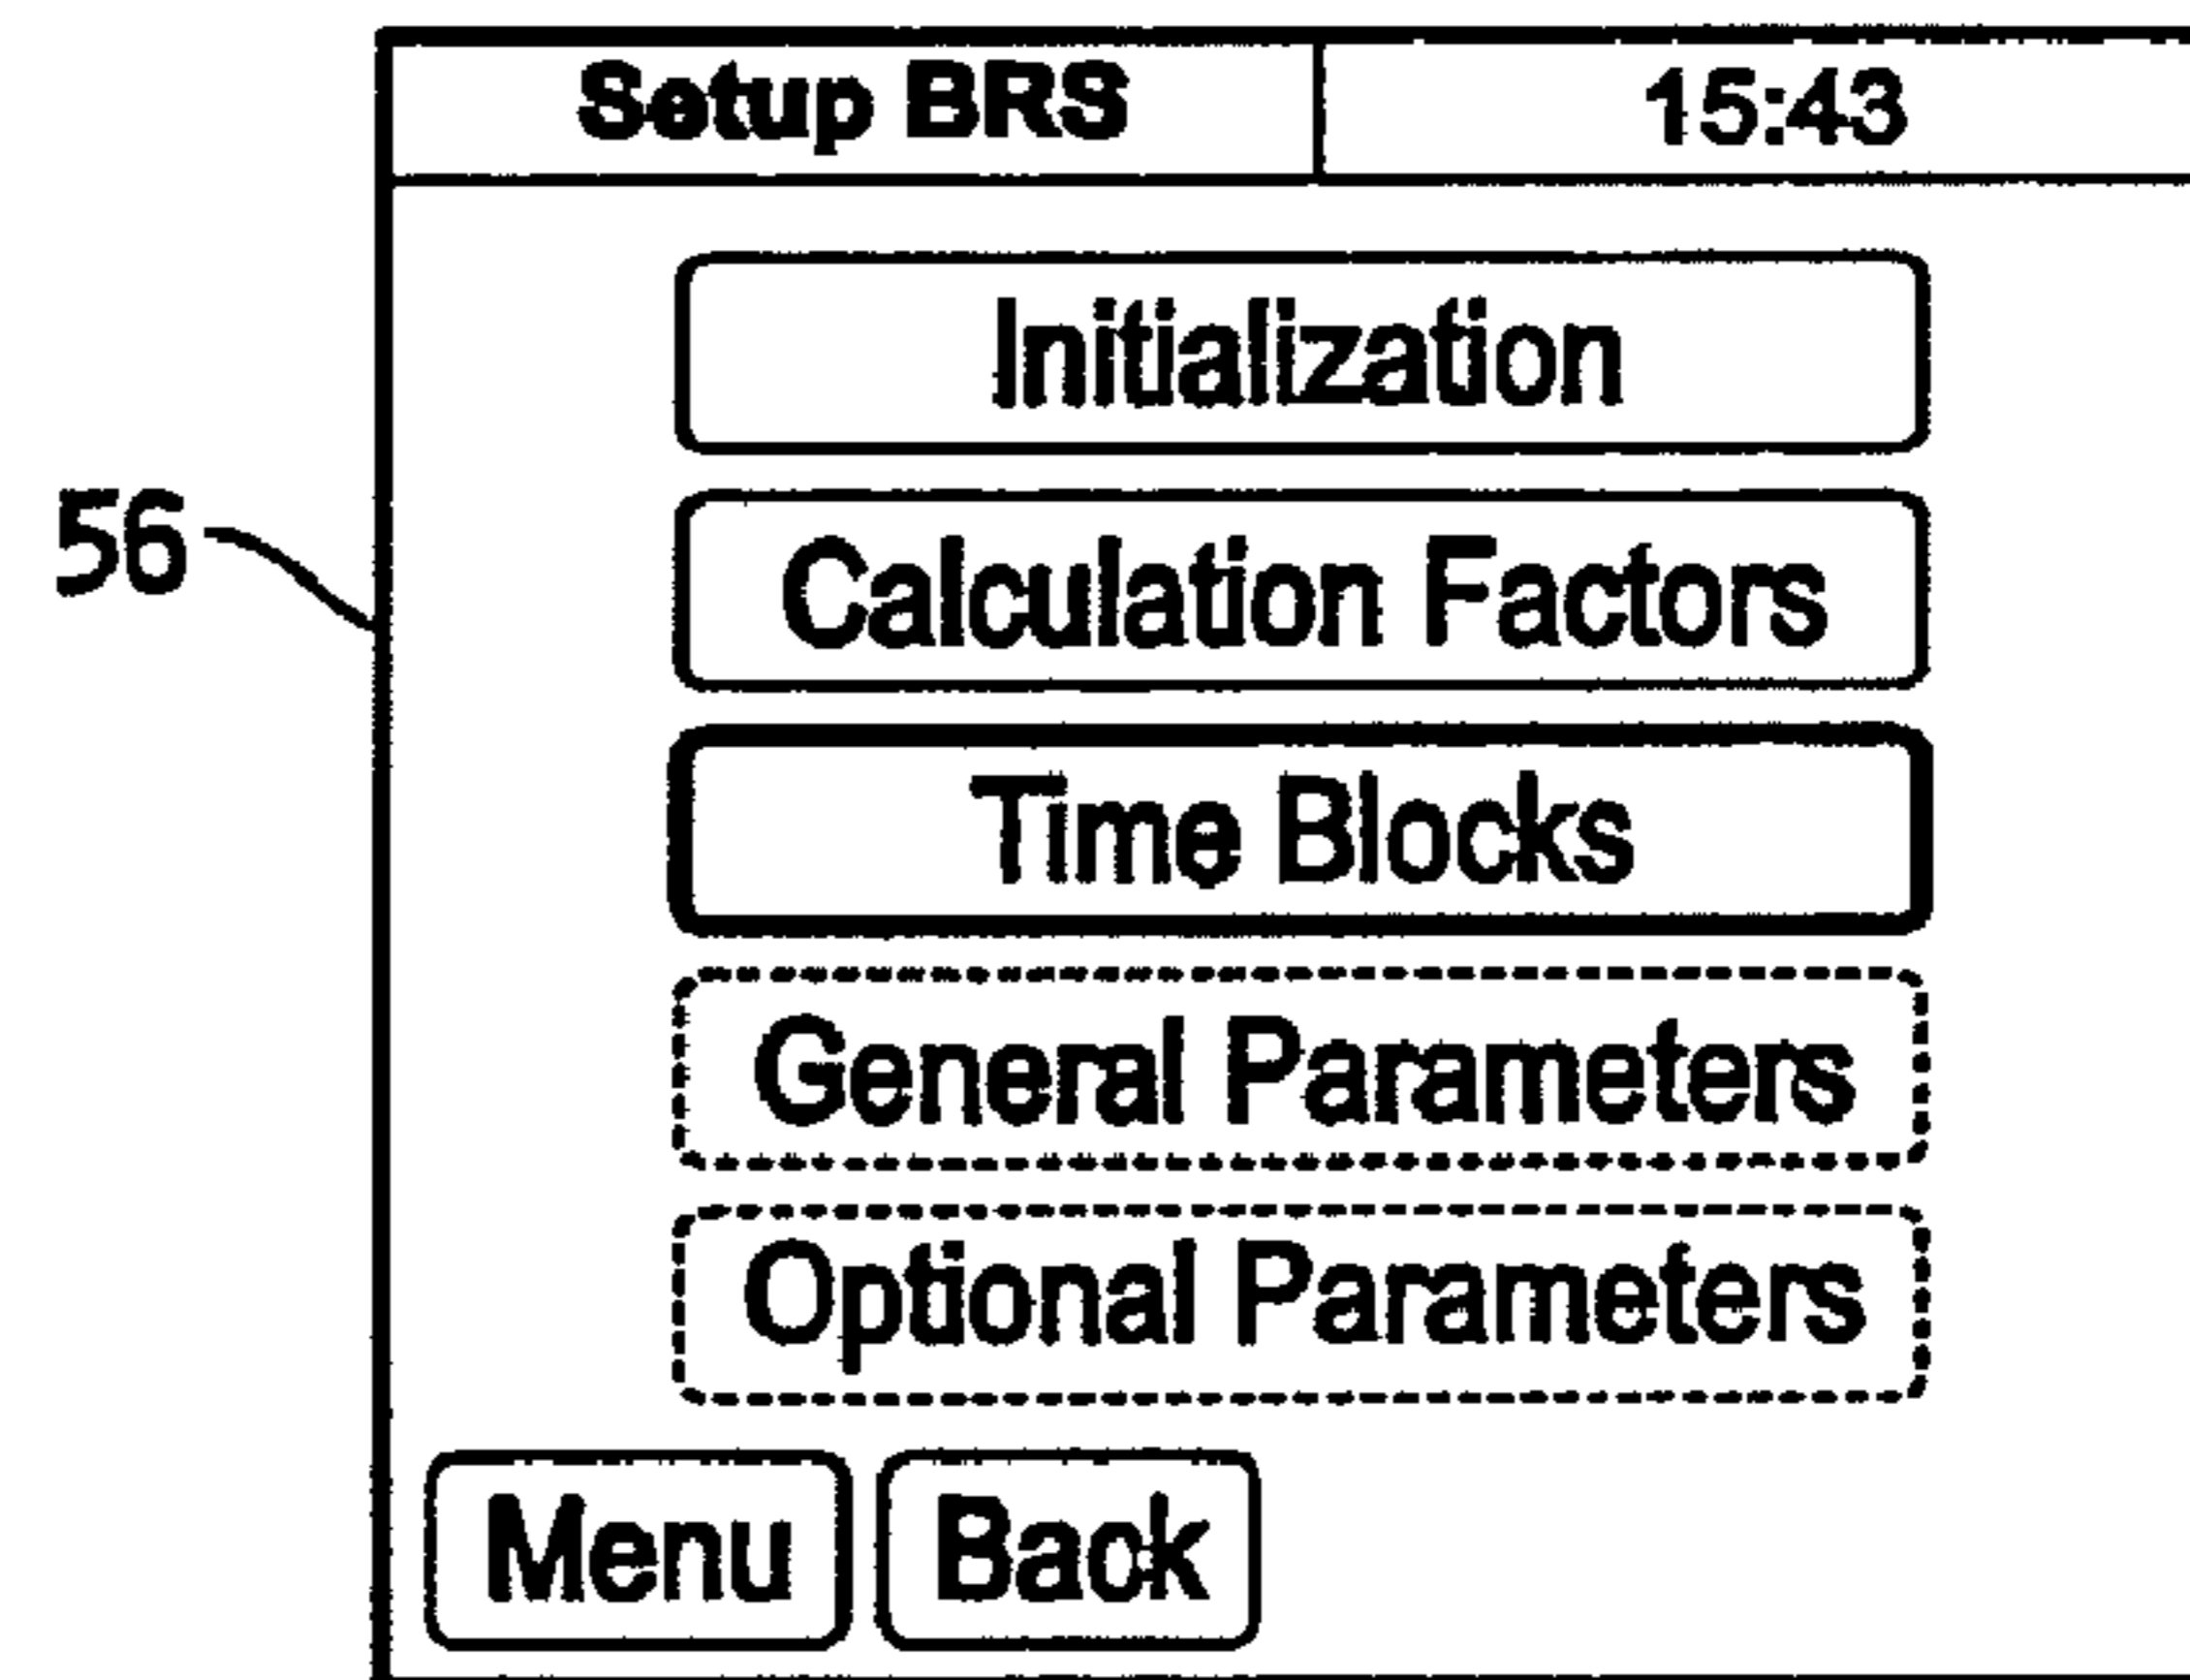 Setup BRS 15:43
Initialization
56
Calculation Factors
Time Blocks
General Parameters
Optional Parameters
Menu Back